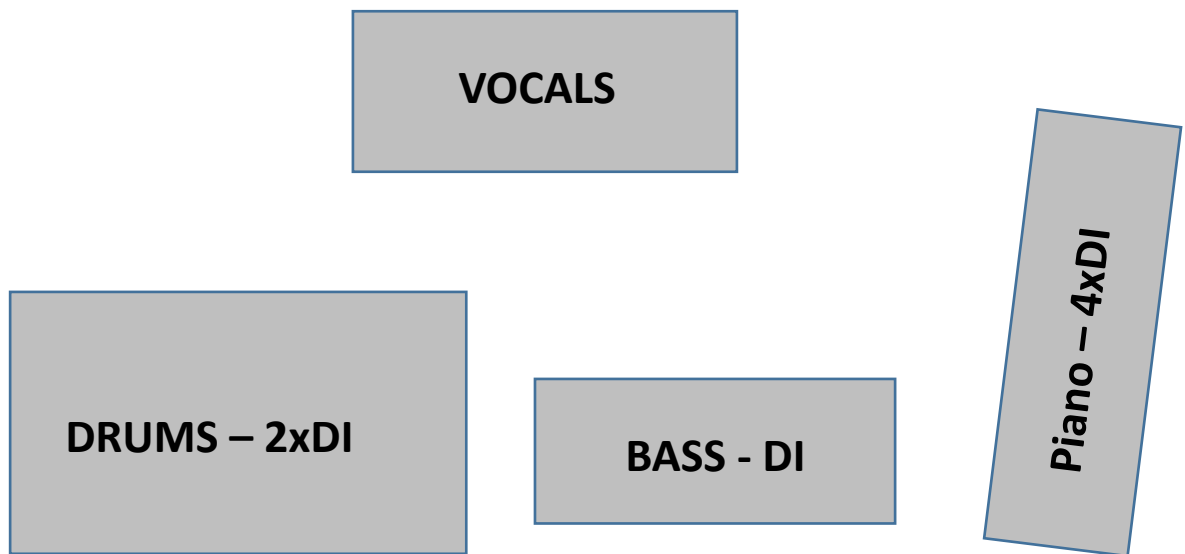 VOCALS
Piano – 4xDI
DRUMS – 2xDI
BASS - DI